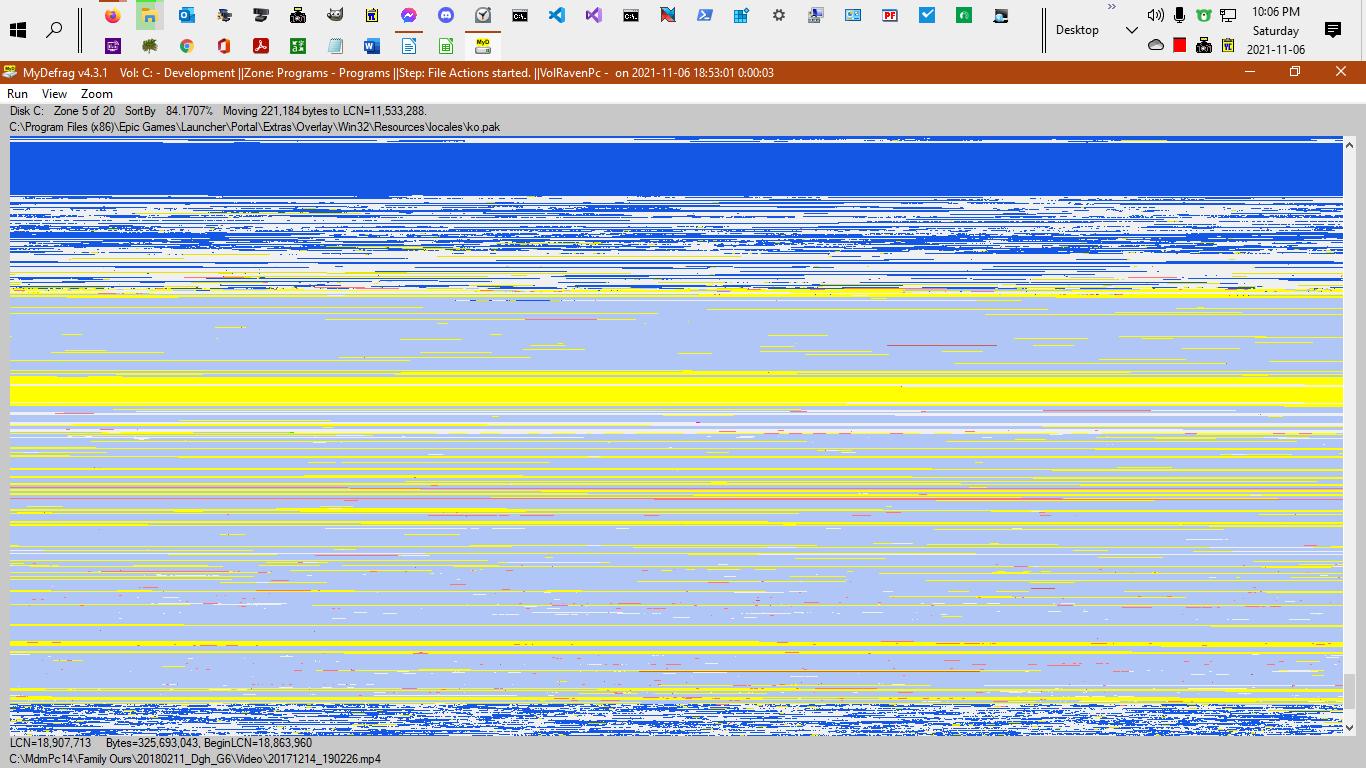 10:06 PM
Desktop
Saturday
2021-11-06
MyDefrag v4.3.1 Vol: C: - Development ||Zone: Programs - Programs ||Step: File Actions started. ||VolRavenPc - on 2021-11-06 18:53:01 0:00:03
Run View Zoom
Disk C: Zone 5 of 20 SortBy 84.1707% Moving 221,184 bytes to LCN=11,533,288.
C:\Program Files (x86)\Epic Games\Launcher\Portal\Extras\Overlay\Win32\Resources\locales\ko.pak
LCN=18,907,713 Bytes=325,693,043, BeginLCN=18,863,960
C:\MdmPc14\Family Ours\20180211_Dgh_G6\Video\20171214_190226.mp4